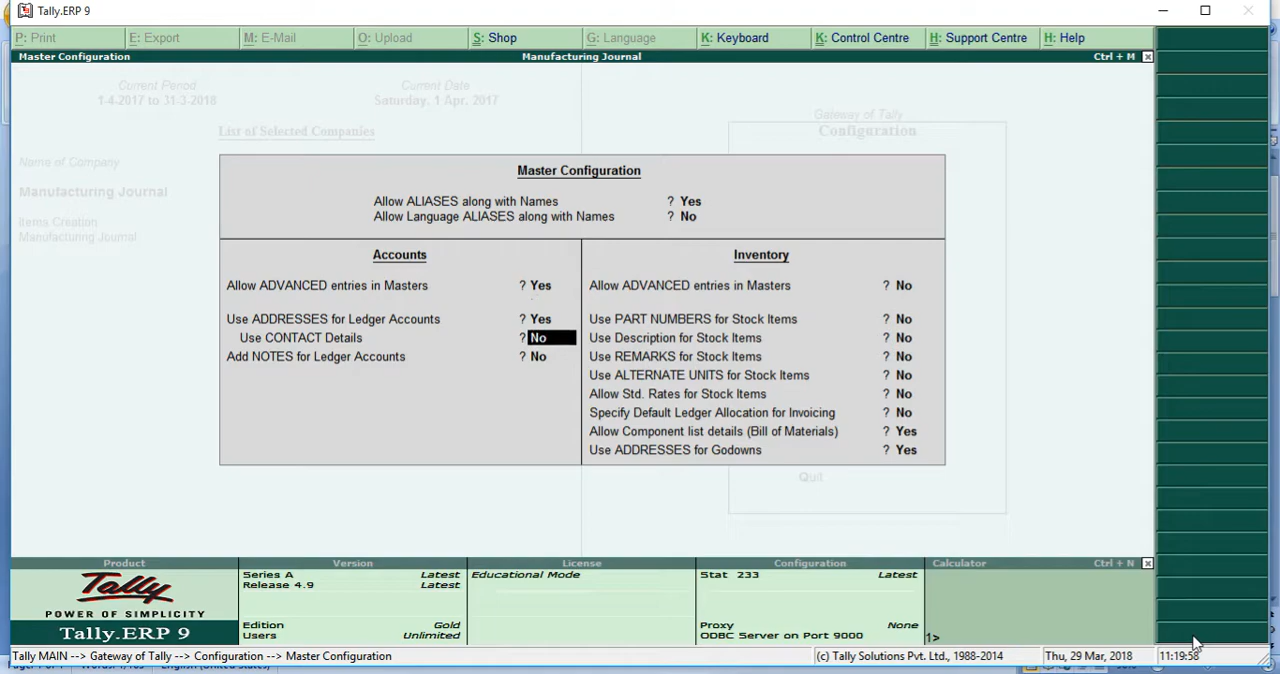 Tally.ERP 9
P: Print E: Export M: E-Mail O: Upload S: Shop G: Language K: Keyboard K: Control Centre H: Support Centre H: Help
Master Configuration Manufacturing Journal Ctrl + M
Current Period Current Date
1-4-2017 to 31-3-2018 Saturday, 1 Apr, 2017
List of Selected Companies
Gateway of Tally
Configuration
Name of Company
Manufacturing Journal
Items Creation
Manufacturing Journal
Master Configuration
Allow ALIASES along with Names ? Yes
Allow Language ALIASES along with Names ? No
Accounts
Allow ADVANCED entries in Masters ? Yes
Use ADDRESSES for Ledger Accounts ? Yes
Use CONTACT Details ? No
Add NOTES for Ledger Accounts ? No
Inventory
Allow ADVANCED entries in Masters ? No
Use PART NUMBERS for Stock Items ? No
Use Description for Stock Items ? No
Use REMARKS for Stock Items ? No
Use ALTERNATE UNITS for Stock Items ? No
Allow Std. Rates for Stock Items ? No
Specify Default Ledger Allocation for Invoicing ? No
Allow Component list details (Bill of Materials) ? Yes
Use ADDRESSES for Godowns ? Yes
Quit
Product Version License Configuration Calculator Ctrl + N
Tally
POWER OF SIMPLICITY
Tally.ERP 9
Series A Latest
Release 4.9 Latest
Edition Gold
Users Unlimited
Educational Mode
Stat 233 Latest
Proxy None
ODBC Server on Port 9000
1>
Tally MAIN --> Gateway of Tally --> Configuration --> Master Configuration (c) Tally Solutions Pvt. Ltd., 1988-2014 Thu, 29 Mar, 2018 11:19:58